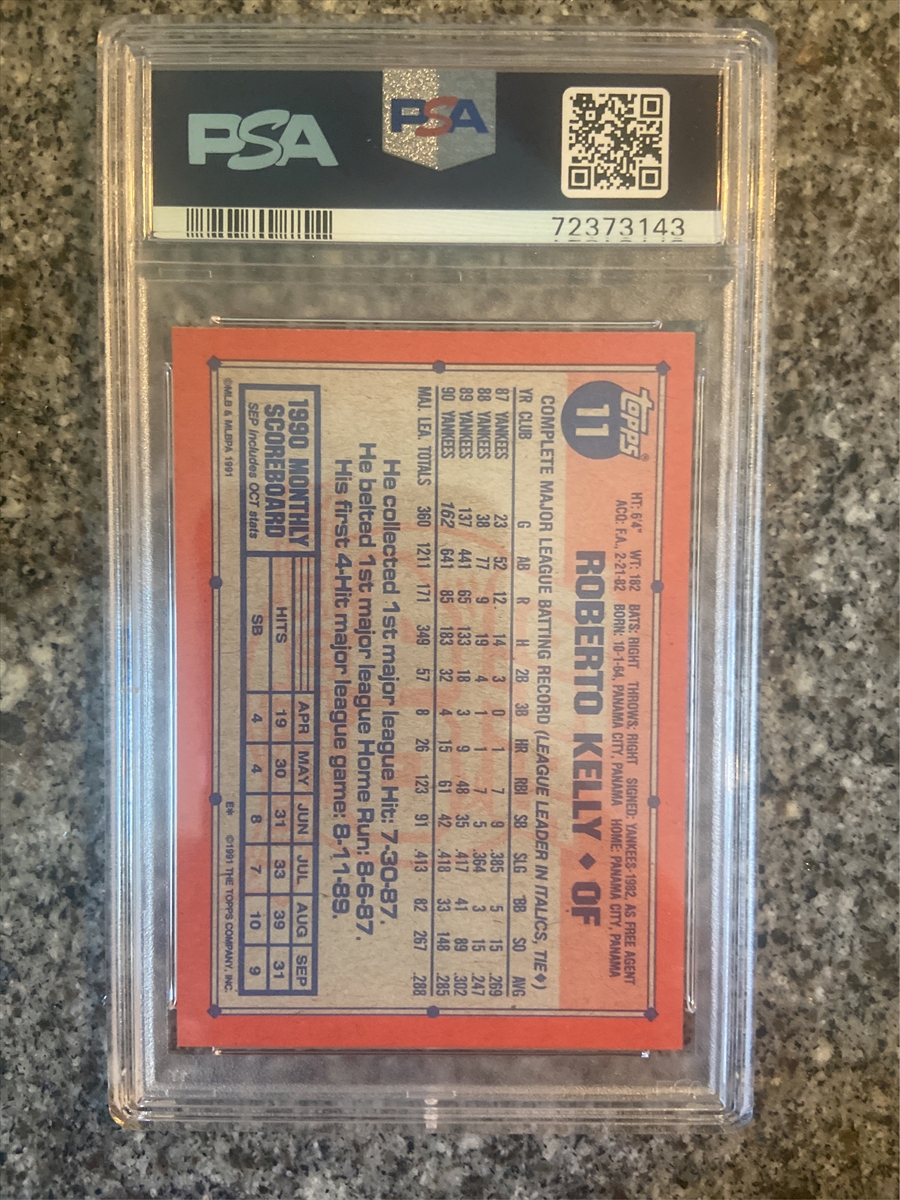 PSA
PSA
72373143
topps®
11
HT: 6'4" WT: 182 BATS: RIGHT THROWS: RIGHT SIGNED: YANKEES-1982, AS FREE AGENT
ACQ: F.A., 2-21-82 BORN: 10-1-64, PANAMA CITY, PANAMA HOME: PANAMA CITY, PANAMA
ROBERTO KELLY ♦ OF
COMPLETE MAJOR LEAGUE BATTING RECORD (LEAGUE LEADER IN ITALICS, TIE♦)
YR CLUB G AB R H 2B 3B HR RBI SB SLG BB SO AVG
87 YANKEES 23 52 12 14 3 0 1 7 9 .385 5 15 .269
88 YANKEES 38 77 9 19 4 1 1 7 5 .364 3 15 .247
89 YANKEES 137 441 65 133 18 3 9 48 35 .417 41 89 .302
90 YANKEES 162 641 85 183 32 4 15 61 42 .418 33 148 .285
MAJ. LEA. TOTALS 360 1211 171 349 57 8 26 123 91 .413 82 267 .288
He collected 1st major league Hit: 7-30-87.
He belted 1st major league Home Run: 8-6-87.
His first 4-Hit major league game: 8-11-89.
1990 MONTHLY
SCOREBOARD
SEP includes OCT stats
APR MAY JUN JUL AUG SEP
HITS 19 30 31 33 39 31
SB 4 4 8 7 10 9
©MLB & MLBPA 1991
E* ©1991 THE TOPPS COMPANY, INC.